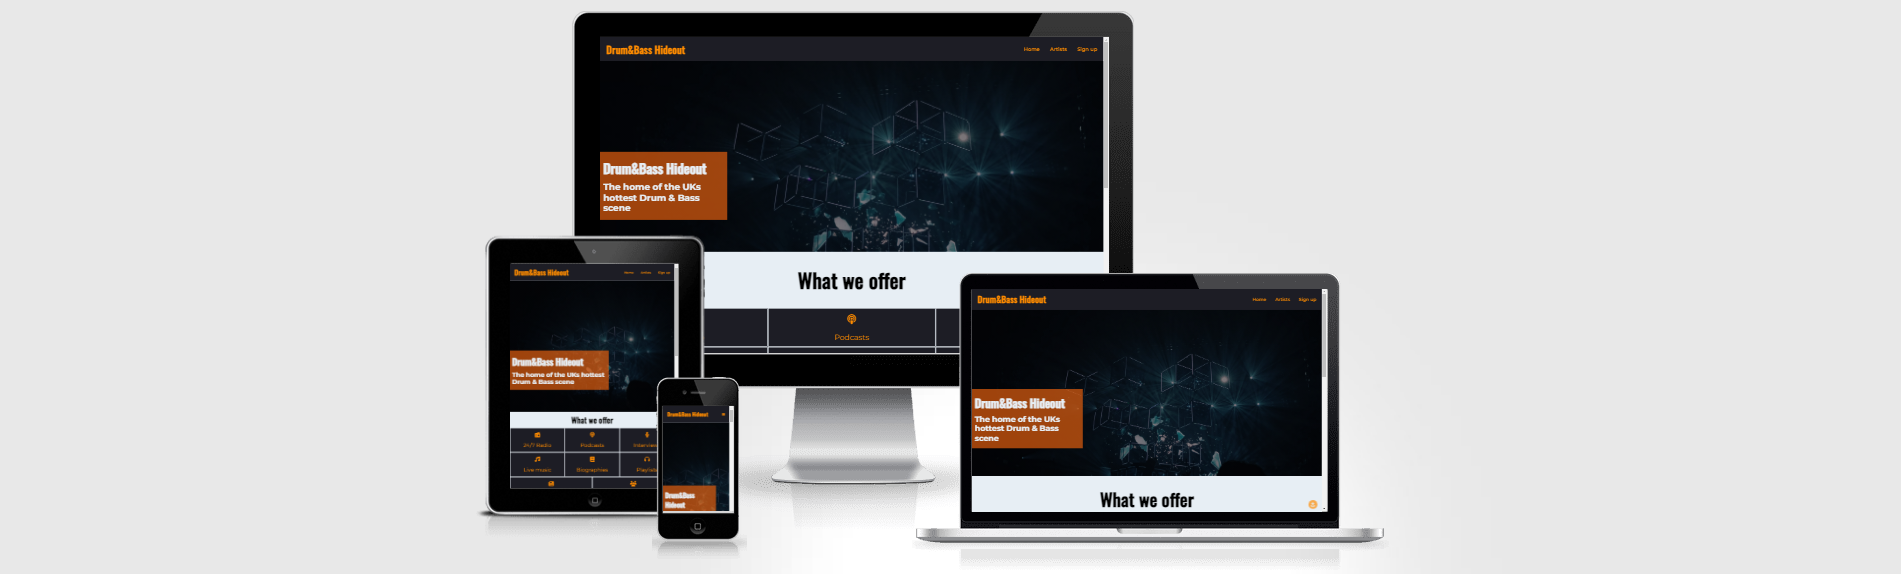 Drum&Bass Hideout
Home Artists Sign up
Drum&Bass Hideout
The home of the UKs
hottest Drum & Bass
scene
What we offer
Podcasts
Drum&Bass Hideout
Home Artists Sign up
Drum&Bass Hideout
The home of the UKs hottest
Drum & Bass scene
What we offer
24/7 Radio Podcasts Interviews
Live music Biographies Playlists
Drum&Bass Hideout
Drum&Bass
Hideout
Drum&Bass Hideout
Home Artists Sign up
Drum&Bass Hideout
The home of the UKs
hottest Drum & Bass
scene
What we offer